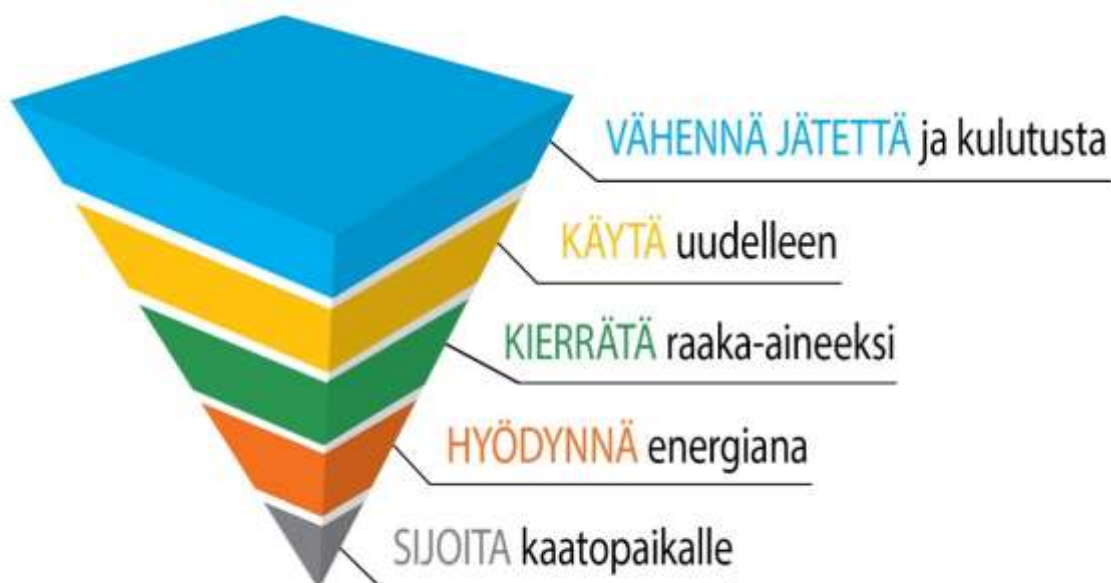 VÄHENNÄ JÄTETTÄ ja kulutusta
KÄYTÄ uudelleen
KIERRÄTÄ raaka-aineeksi
HYÖDYNNÄ energiana
SIJOITA kaatopaikalle